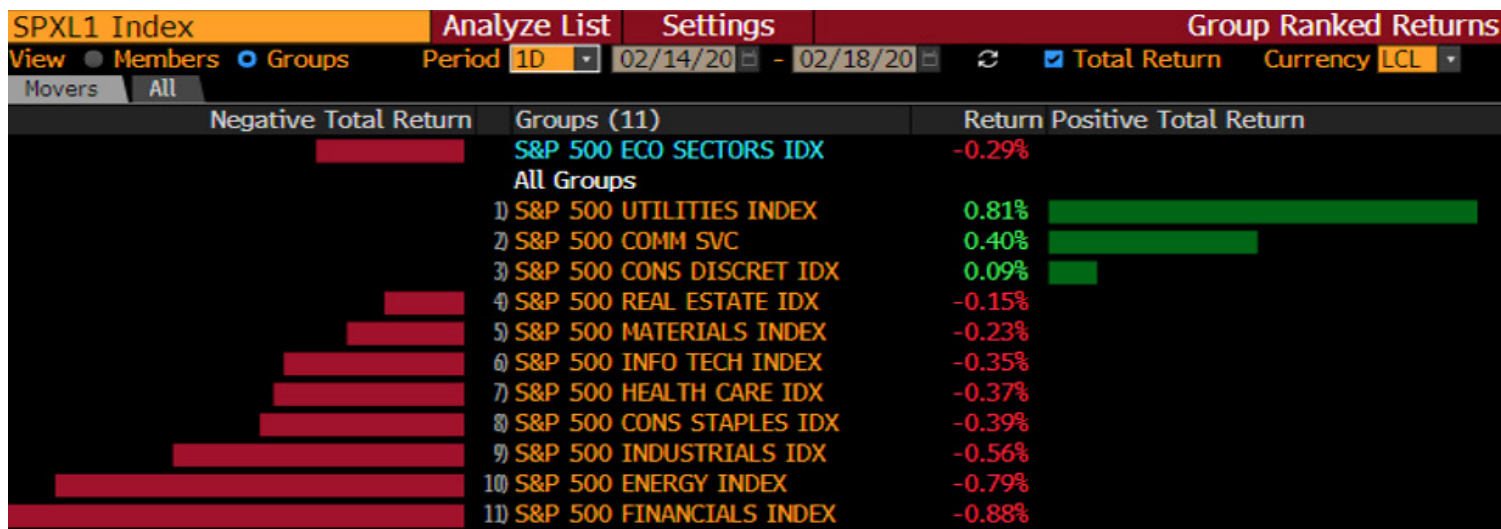 SPXL1 Index Analyze List Settings Group Ranked Returns
View Members Groups Period 1D 02/14/20 - 02/18/20 Total Return Currency LCL
Movers All
Negative Total Return Groups (11) Return Positive Total Return
S&P 500 ECO SECTORS IDX -0.29%
All Groups
1) S&P 500 UTILITIES INDEX 0.81%
2) S&P 500 COMM SVC 0.40%
3) S&P 500 CONS DISCRET IDX 0.09%
4) S&P 500 REAL ESTATE IDX -0.15%
5) S&P 500 MATERIALS INDEX -0.23%
6) S&P 500 INFO TECH INDEX -0.35%
7) S&P 500 HEALTH CARE IDX -0.37%
8) S&P 500 CONS STAPLES IDX -0.39%
9) S&P 500 INDUSTRIALS IDX -0.56%
10) S&P 500 ENERGY INDEX -0.79%
11) S&P 500 FINANCIALS INDEX -0.88%